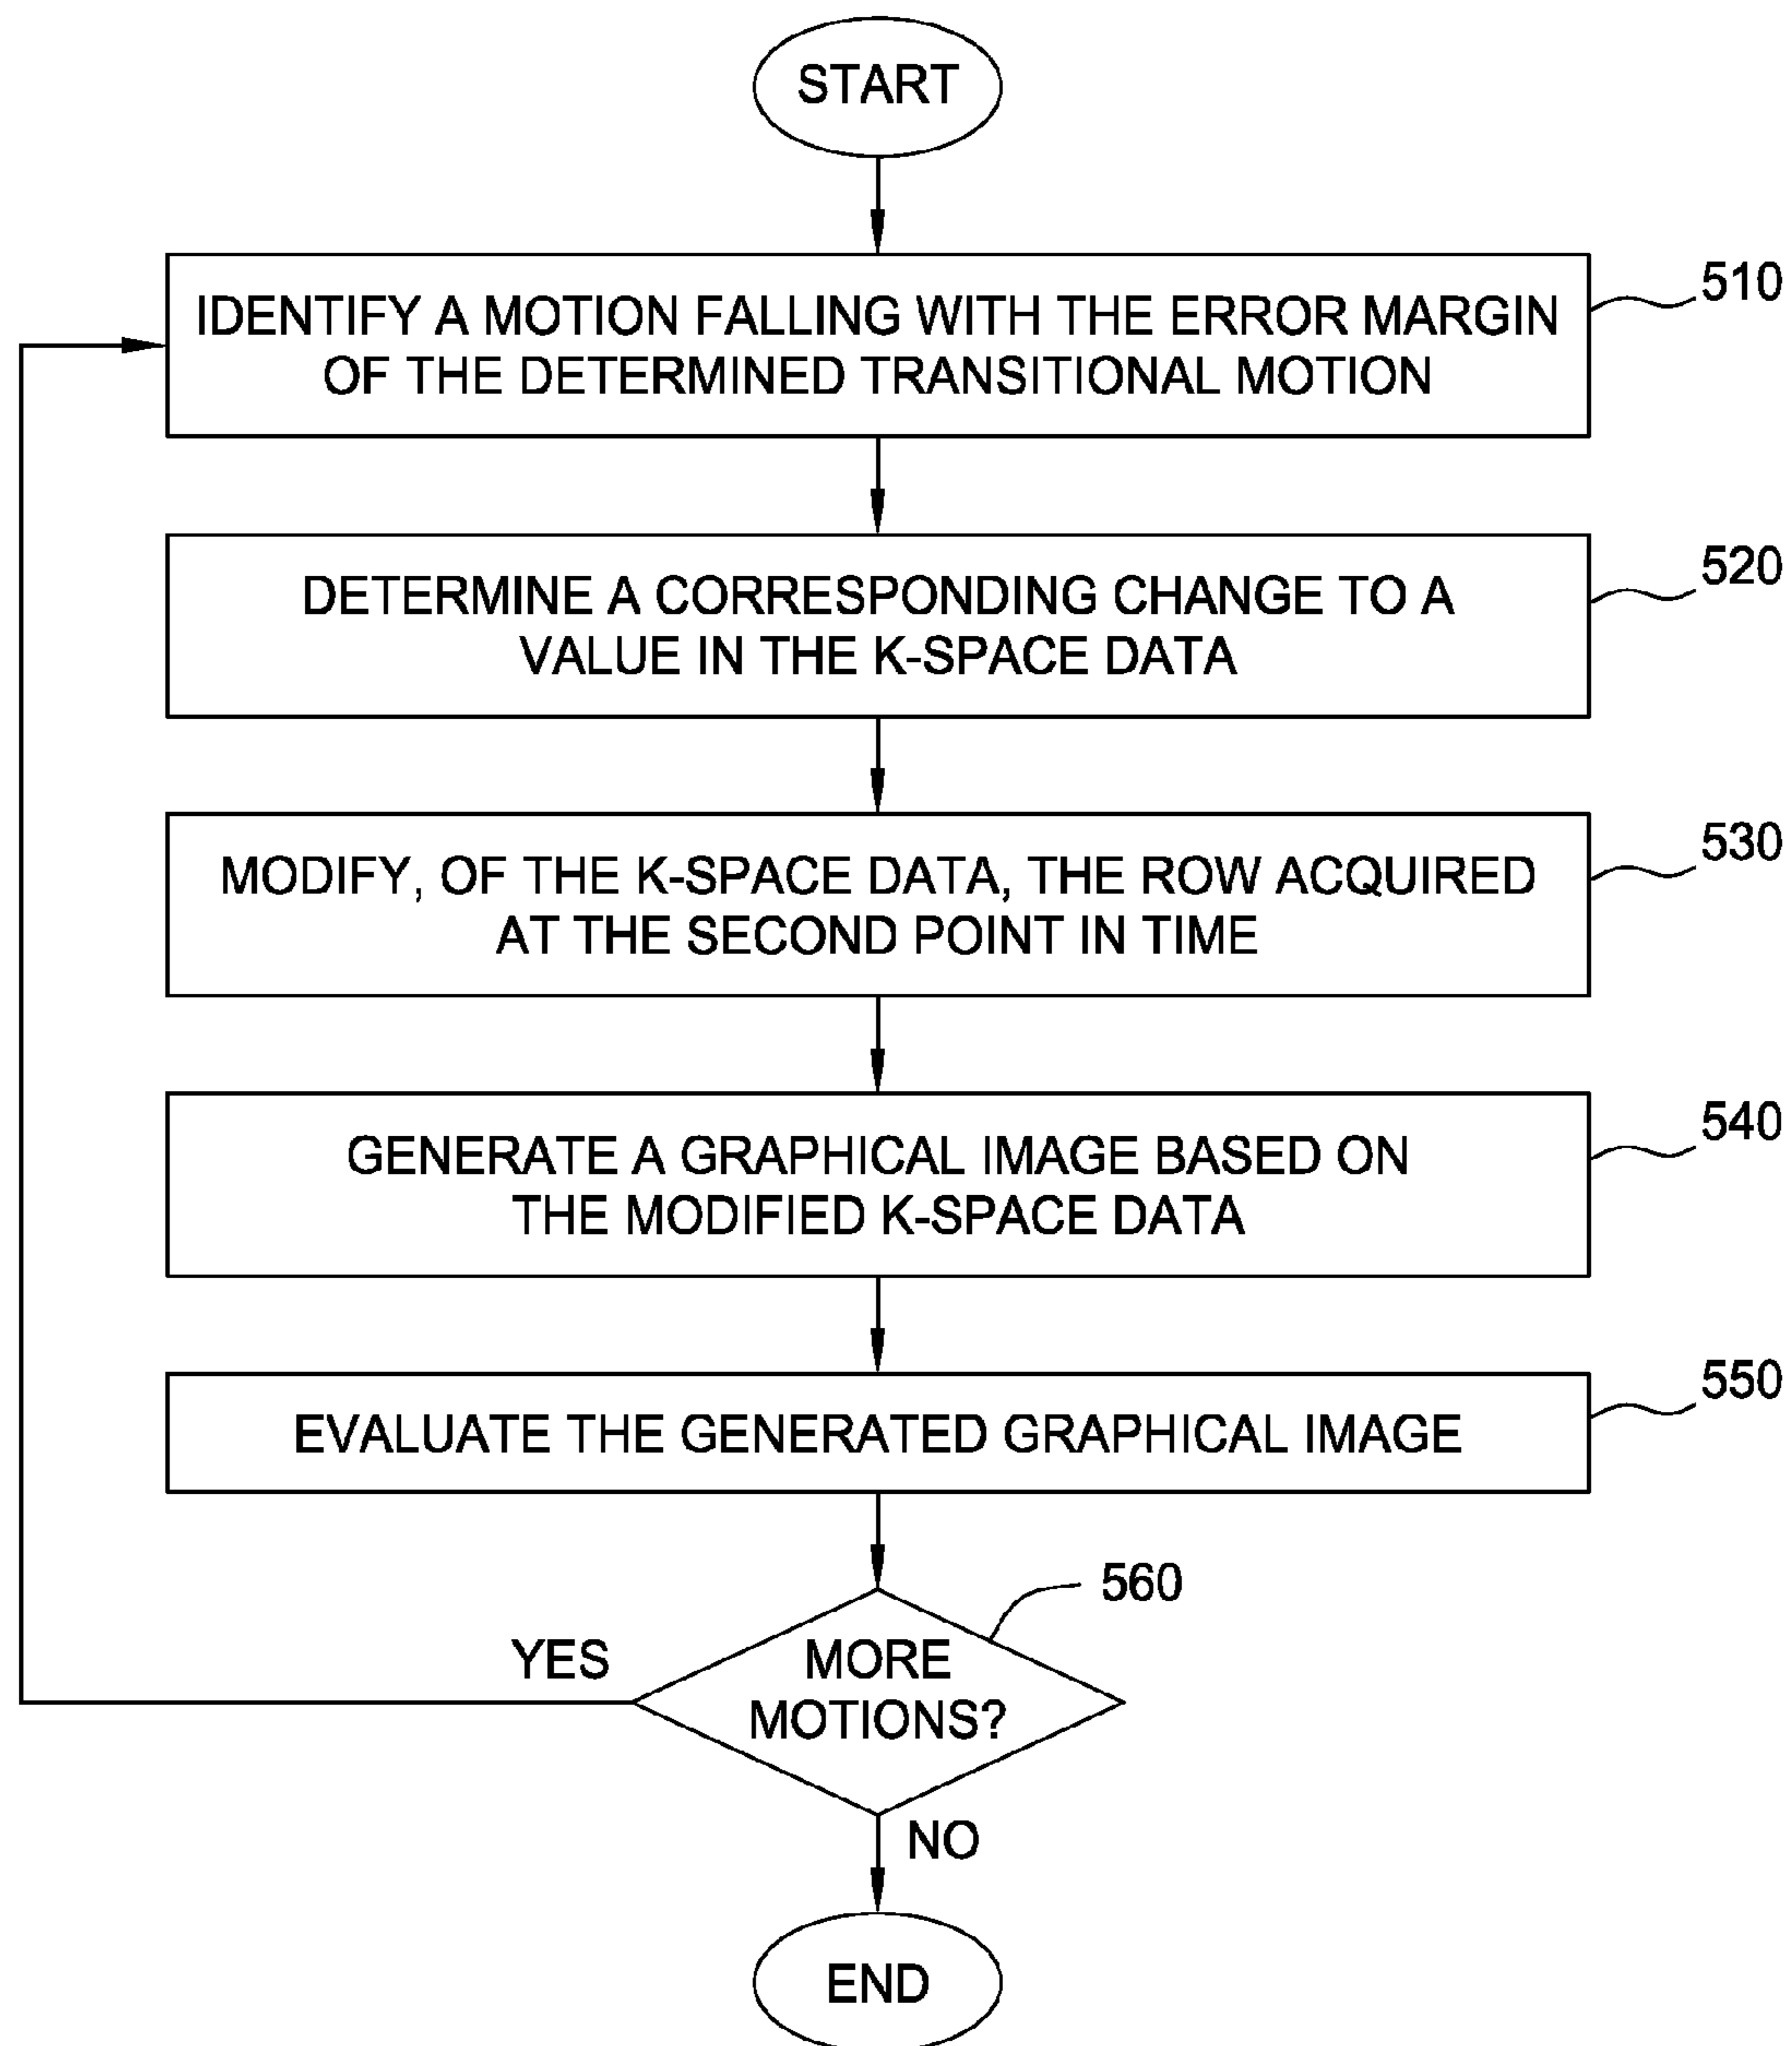 START
510
IDENTIFY A MOTION FALLING WITH THE ERROR MARGIN
OF THE DETERMINED TRANSITIONAL MOTION
520
DETERMINE A CORRESPONDING CHANGE TO A
VALUE IN THE K-SPACE DATA
530
MODIFY, OF THE K-SPACE DATA, THE ROW ACQUIRED
AT THE SECOND POINT IN TIME
540
GENERATE A GRAPHICAL IMAGE BASED ON
THE MODIFIED K-SPACE DATA
550
EVALUATE THE GENERATED GRAPHICAL IMAGE
560
YES
MORE
MOTIONS?
NO
END